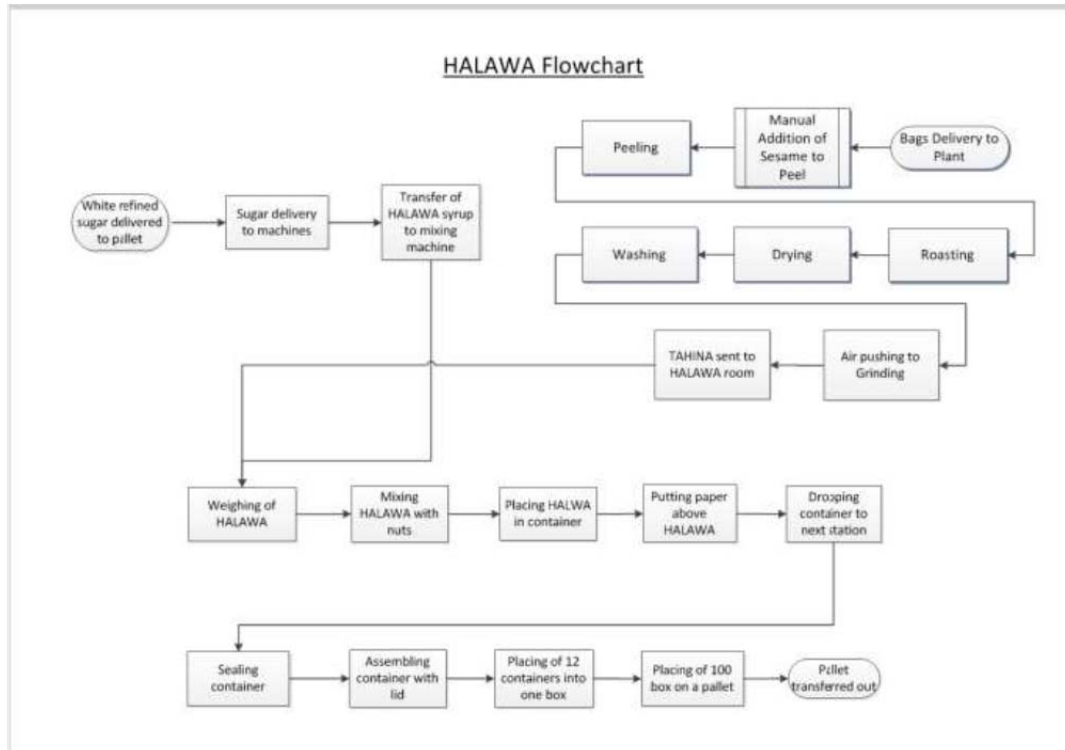 HALAWA Flowchart
Peeling
Manual
Addition of
Sesame to
Peel
Bags Delivery to
Plant
White refined
sugar delivered
to pallet
Sugar delivery
to machines
Transfer of
HALAWA syrup
to mixing
machine
Washing
Drying
Roasting
TAHINA sent to
HALAWA room
Air pushing to
Grinding
Weighing of
HALAWA
Mixing
HALAWA with
nuts
Placing HALWA
in container
Putting paper
above
HALAWA
Dropping
container to
next station
Sealing
container
Assembling
container with
lid
Placing of 12
containers into
one box
Placing of 100
box on a pallet
Pallet
transferred out